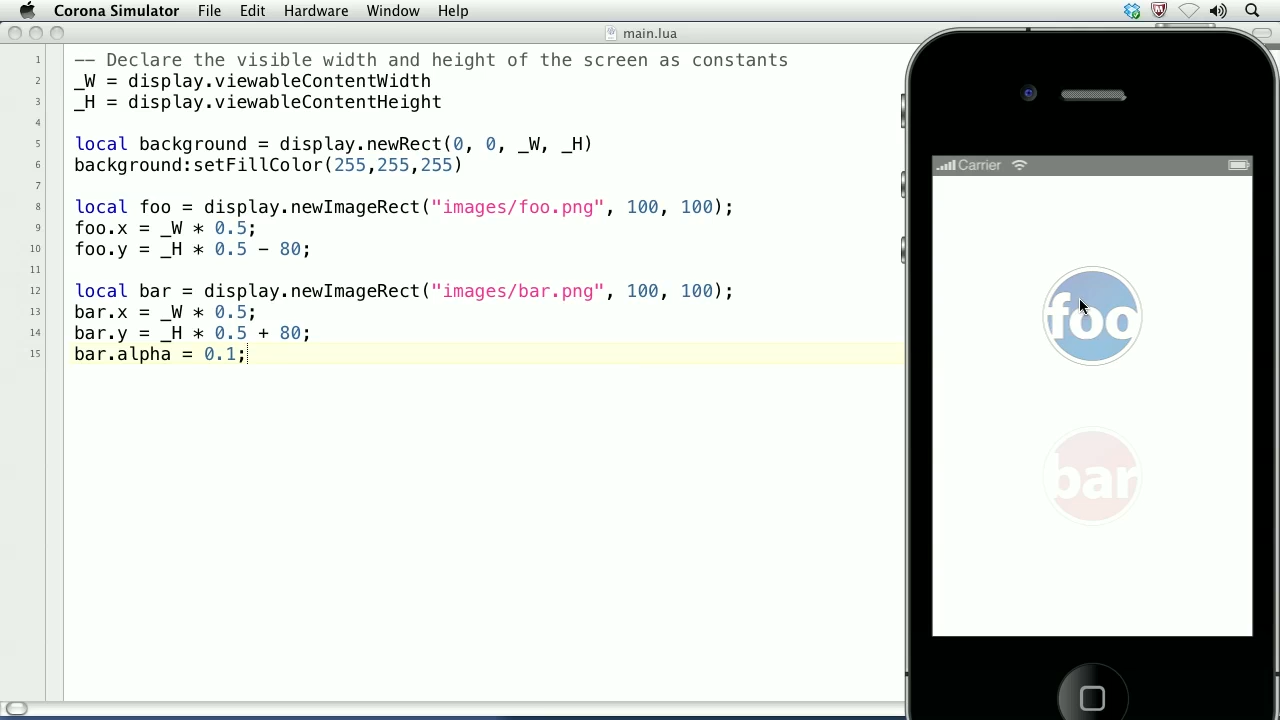 Corona Simulator File Edit Hardware Window Help
main.lua
1 -- Declare the visible width and height of the screen as constants
2 _W = display.viewableContentWidth
3 _H = display.viewableContentHeight
4
5 local background = display.newRect(0, 0, _W, _H)
6 background:setFillColor(255,255,255)
7
8 local foo = display.newImageRect("images/foo.png", 100, 100);
9 foo.x = _W * 0.5;
10 foo.y = _H * 0.5 - 80;
11
12 local bar = display.newImageRect("images/bar.png", 100, 100);
13 bar.x = _W * 0.5;
14 bar.y = _H * 0.5 + 80;
15 bar.alpha = 0.1;
Carrier
foo
bar